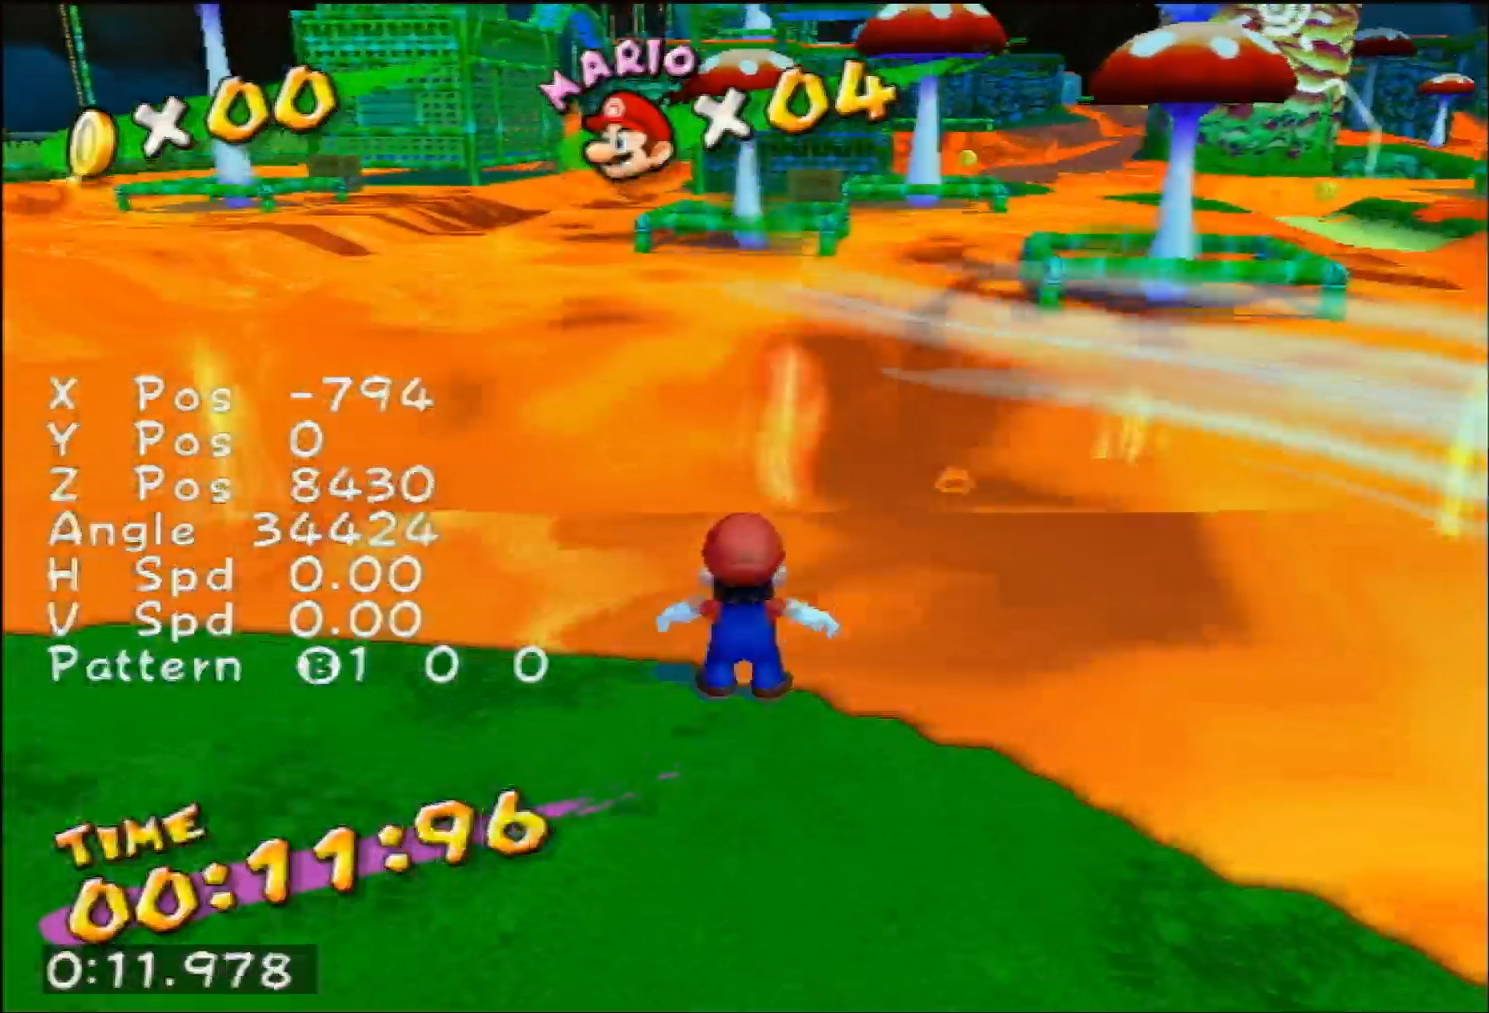 ×00
MARIO
×04
X Pos -794
Y Pos 0
Z Pos 8430
Angle 34424
H Spd 0.00
V Spd 0.00
Pattern B1 0 0
TIME
00:11:96
0:11.978